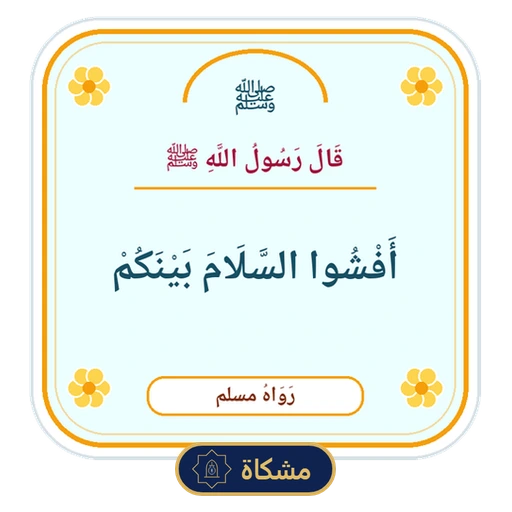 ﷺ
قَالَ رَسُولُ اللَّهِ ﷺ
أَفْشُوا السَّلَامَ بَيْنَكُمْ
رَوَاهُ مسلم
مشكاة